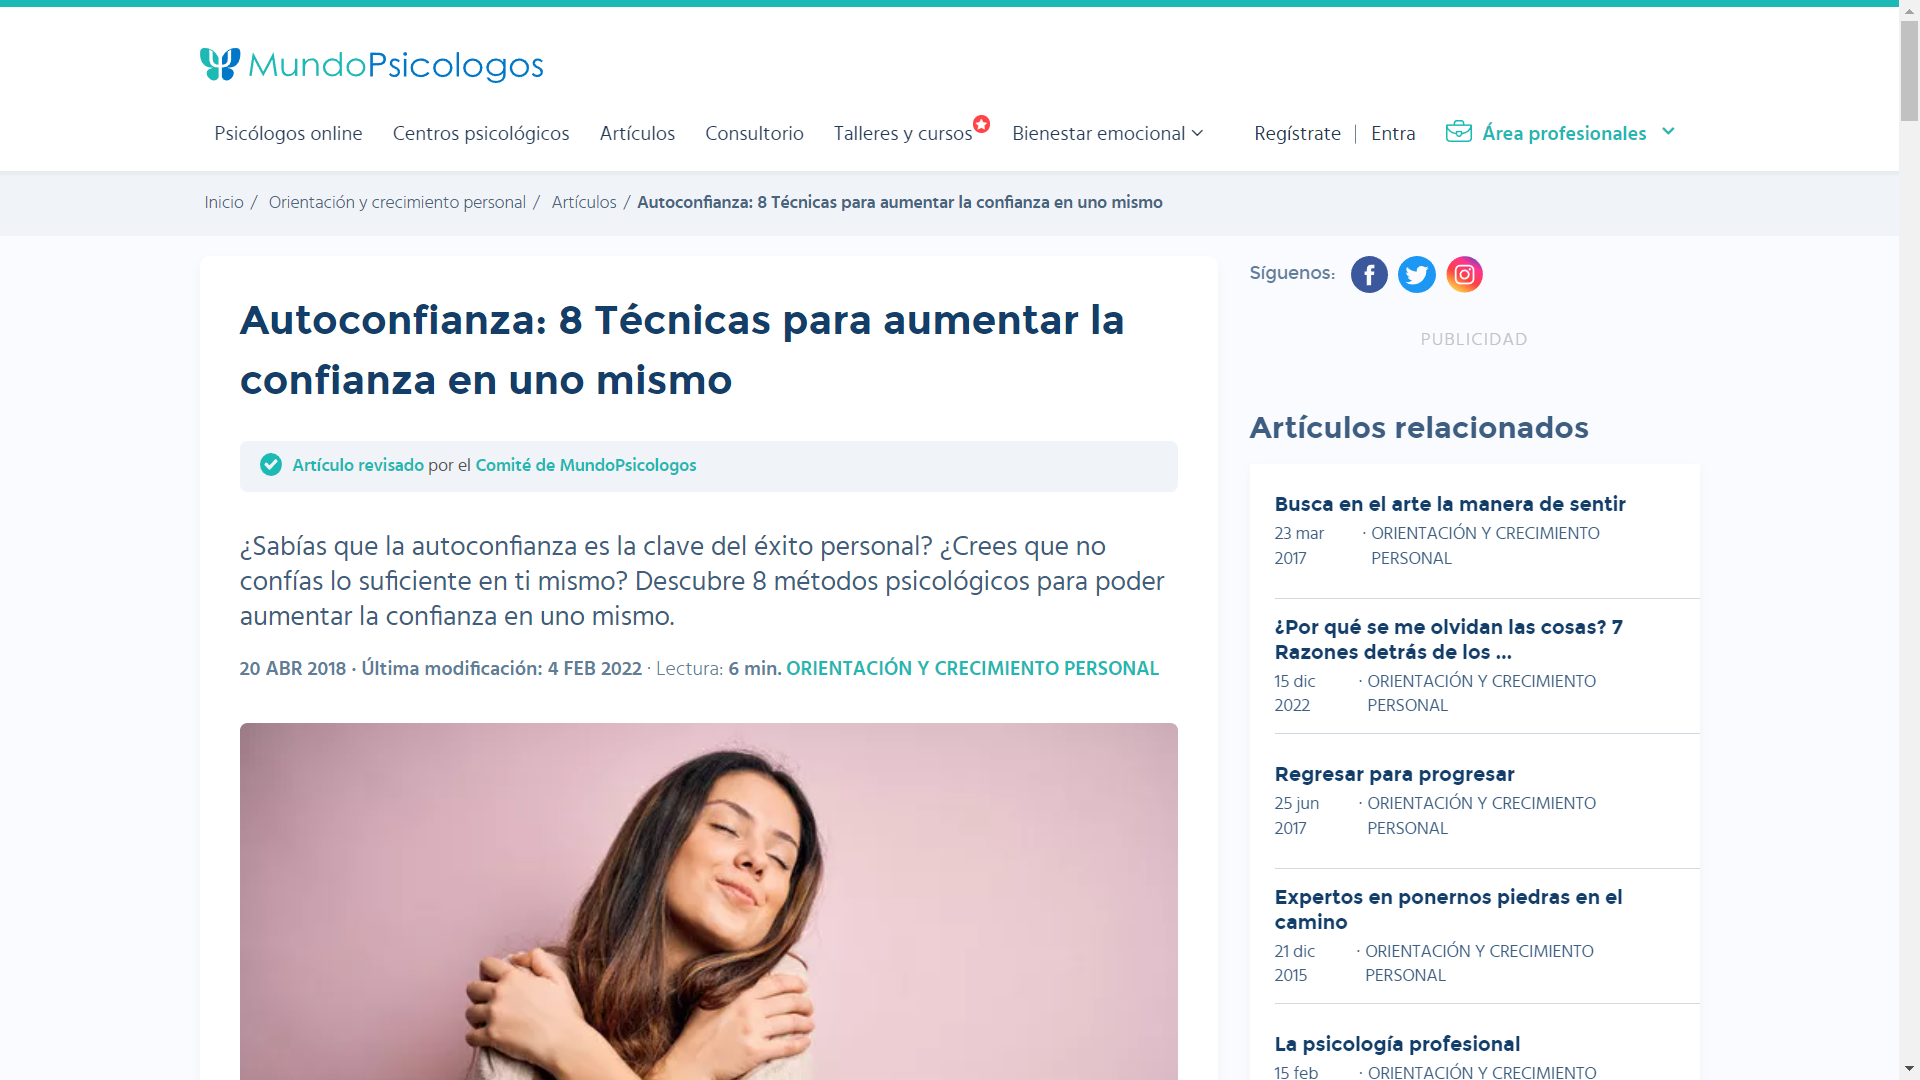 MundoPsicologos
Psicólogos online
Centros psicológicos
Artículos
Consultorio
Talleres y cursos
Bienestar emocional
Regístrate
Entra
Área profesionales
Inicio / Orientación y crecimiento personal / Artículos / Autoconfianza: 8 Técnicas para aumentar la confianza en uno mismo
Autoconfianza: 8 Técnicas para aumentar la
confianza en uno mismo
Artículo revisado por el Comité de MundoPsicologos
¿Sabías que la autoconfianza es la clave del éxito personal? ¿Crees que no
confías lo suficiente en ti mismo? Descubre 8 métodos psicológicos para poder
aumentar la confianza en uno mismo.
20 ABR 2018 · Última modificación: 4 FEB 2022 · Lectura: 6 min. ORIENTACIÓN Y CRECIMIENTO PERSONAL
Síguenos:
PUBLICIDAD
Artículos relacionados
Busca en el arte la manera de sentir
23 mar · ORIENTACIÓN Y CRECIMIENTO
2017 PERSONAL
¿Por qué se me olvidan las cosas? 7
Razones detrás de los ...
15 dic · ORIENTACIÓN Y CRECIMIENTO
2022 PERSONAL
Regresar para progresar
25 jun · ORIENTACIÓN Y CRECIMIENTO
2017 PERSONAL
Expertos en ponernos piedras en el
camino
21 dic · ORIENTACIÓN Y CRECIMIENTO
2015 PERSONAL
La psicología profesional
15 feb · ORIENTACIÓN Y CRECIMIENTO